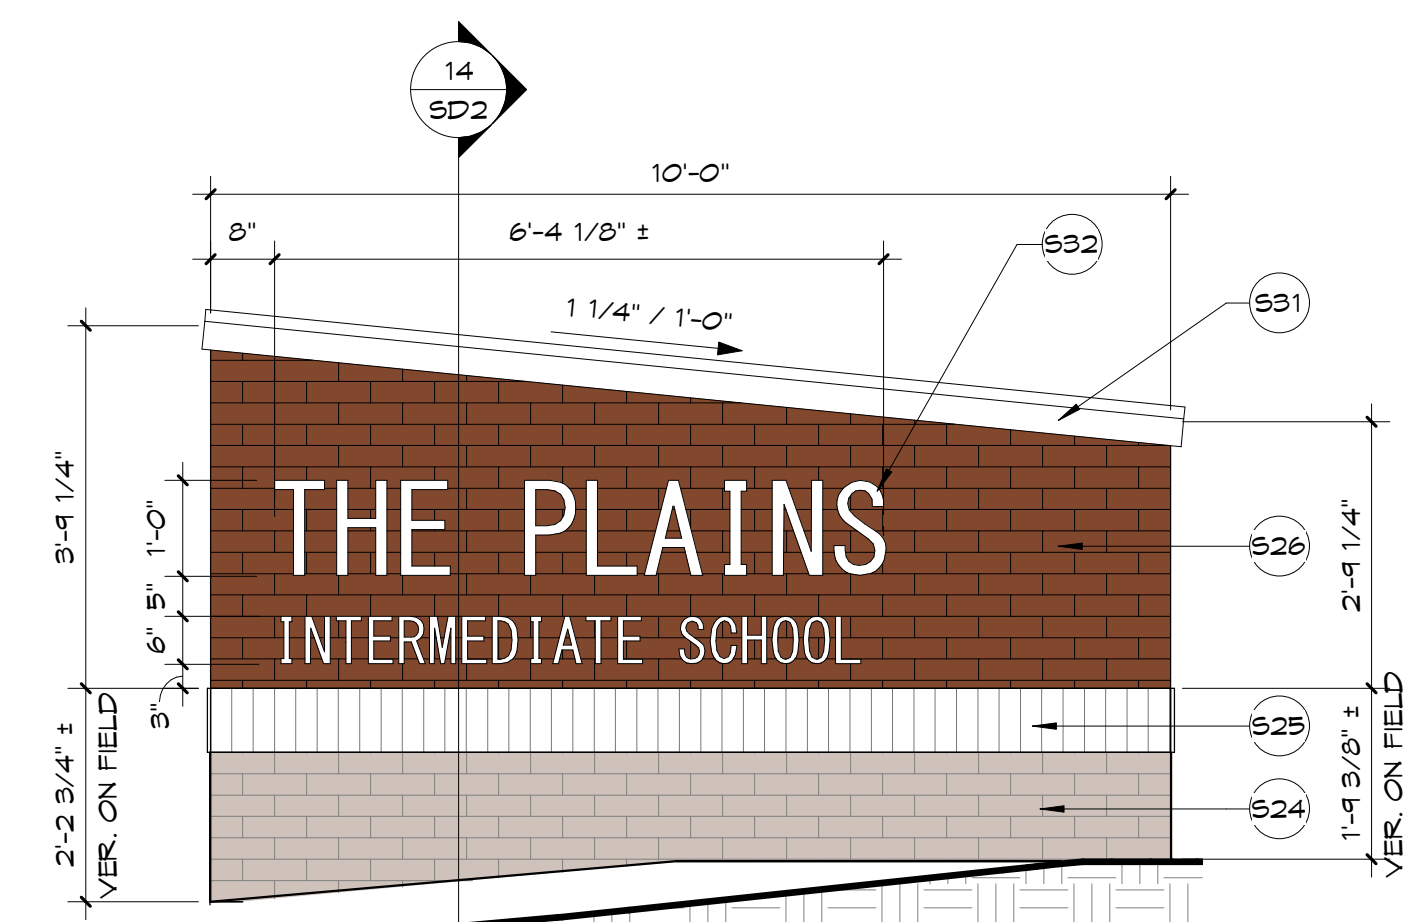 14
SD2
10'-0"
8"
6'-4 1/8" ±
S32
1 1/4" / 1'-0"
S31
3'-9 1/4"
1'-0"
THE PLAINS
S26
2'-9 1/4"
5"
6"
INTERMEDIATE SCHOOL
3"
S25
2'-2 3/4" ±
VER. ON FIELD
S24
1'-9 3/8" ±
VER. ON FIELD